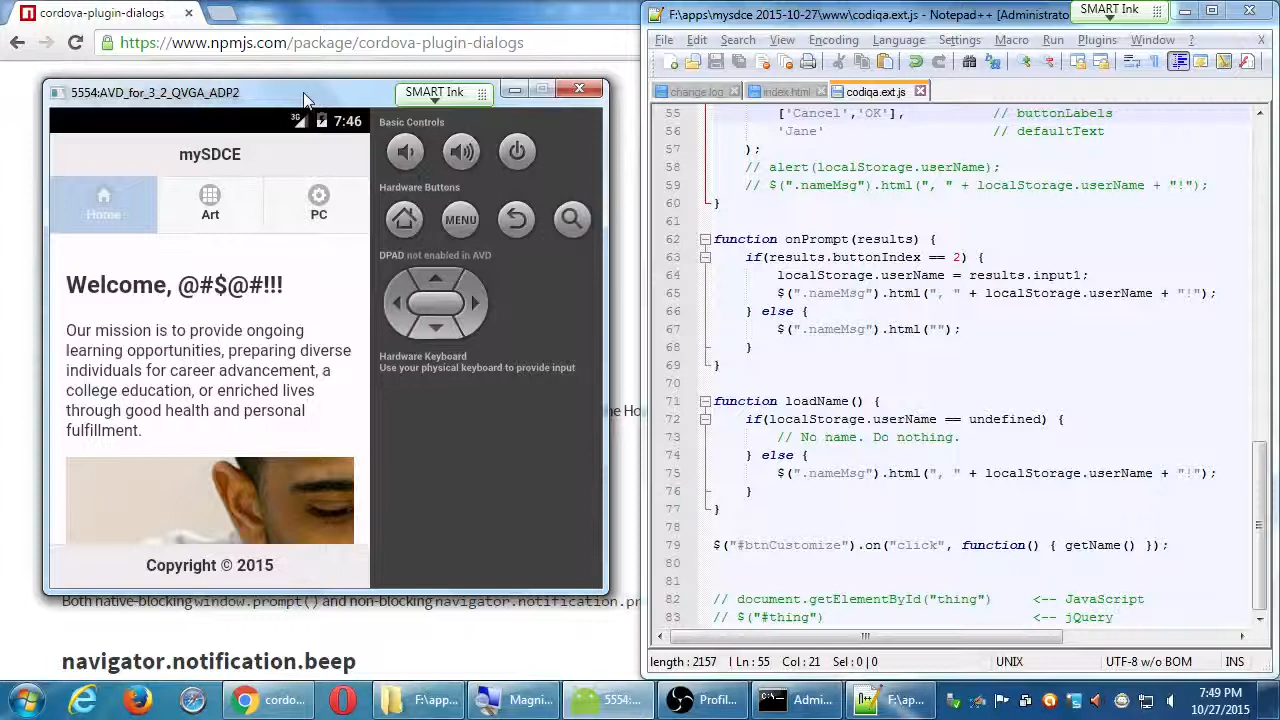 cordova-plugin-dialogs
https://www.npmjs.com/package/cordova-plugin-dialogs
5554:AVD_for_3_2_QVGA_ADP2
SMART Ink
3G
7:46
mySDCE
Home
Art
PC
Welcome, @#$@#!!!
Our mission is to provide ongoing
learning opportunities, preparing diverse
individuals for career advancement, a
college education, or enriched lives
through good health and personal
fulfillment.
Copyright © 2015
Basic Controls
Hardware Buttons
MENU
DPAD not enabled in AVD
Hardware Keyboard
Use your physical keyboard to provide input
Both native-blocking window.prompt() and non-blocking navigator.notification.pr
navigator.notification.beep
F:\apps\mysdce 2015-10-27\www\codiqa.ext.js - Notepad++ [Administrato
SMART Ink
File Edit Search View Encoding Language Settings Macro Run Plugins Window ? X
change.log index.html codiqa.ext.js
55 ['Cancel','OK'], // buttonLabels
56 'Jane' // defaultText
57 );
58 // alert(localStorage.userName);
59 // $(".nameMsg").html(", " + localStorage.userName + "!");
60 }
61
62 function onPrompt(results) {
63 if(results.buttonIndex == 2) {
64 localStorage.userName = results.input1;
65 $(".nameMsg").html(", " + localStorage.userName + "!");
66 } else {
67 $(".nameMsg").html("");
68 }
69 }
70
71 function loadName() {
72 if(localStorage.userName == undefined) {
73 // No name. Do nothing.
74 } else {
75 $(".nameMsg").html(", " + localStorage.userName + "!");
76 }
77 }
78
79 $("#btnCustomize").on("click", function() { getName() });
80
81
82 // document.getElementById("thing") <-- JavaScript
83 // $("#thing") <-- jQuery
length : 2157 Ln : 55 Col : 21 Sel : 0 | 0 UNIX UTF-8 w/o BOM INS
cordo...
F:\app...
Magni...
5554:...
Profil...
Admi...
F:\ap...
7:49 PM
10/27/2015